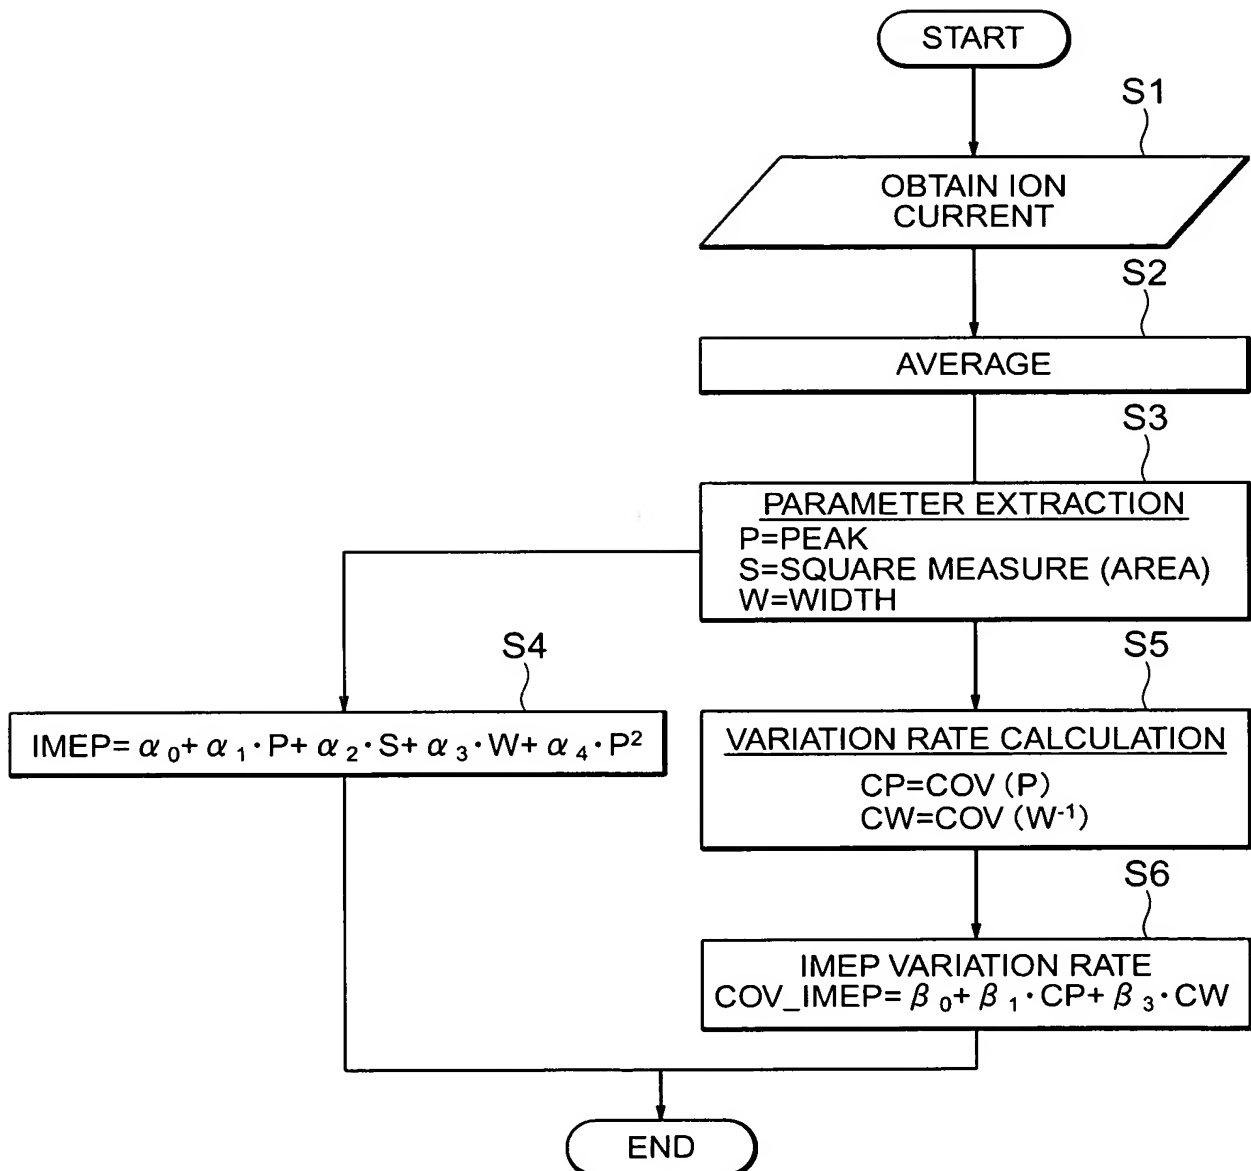 START
S1
OBTAIN ION
CURRENT
S2
AVERAGE
S3
PARAMETER EXTRACTION
P=PEAK
S=SQUARE MEASURE (AREA)
W=WIDTH
S4
IMEP= α₀+ α₁・P+ α₂・S+ α₃・W+ α₄・P²
S5
VARIATION RATE CALCULATION
CP=COV (P)
CW=COV (W⁻¹)
S6
IMEP VARIATION RATE
COV_IMEP= β₀+ β₁・CP+ β₃・CW
END